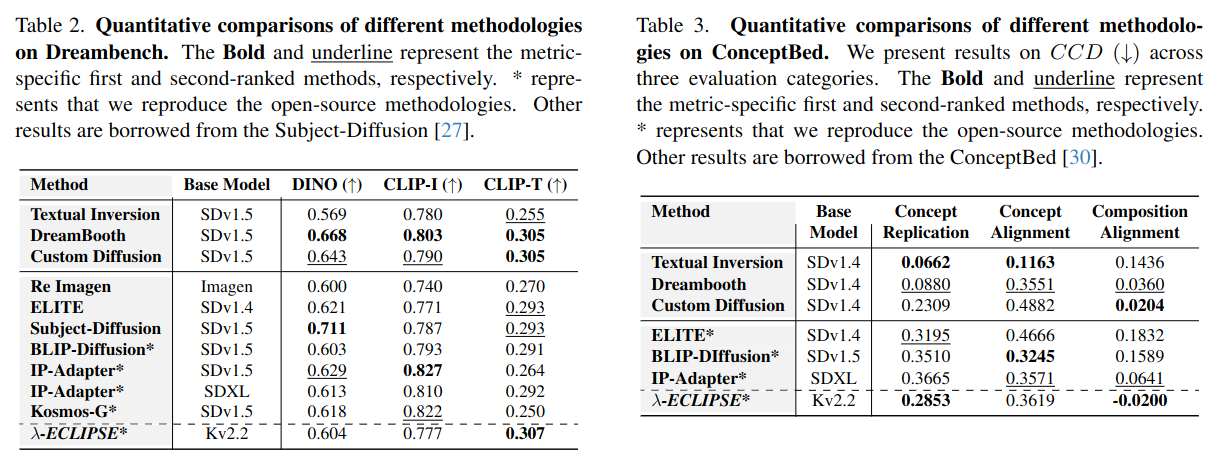 Table 2. Quantitative comparisons of different methodologies
on Dreambench. The Bold and underline represent the metric-
specific first and second-ranked methods, respectively. * repre-
sents that we reproduce the open-source methodologies. Other
results are borrowed from the Subject-Diffusion [27].
Method Base Model DINO (↑) CLIP-I (↑) CLIP-T (↑)
Textual Inversion SDv1.5 0.569 0.780 0.255
DreamBooth SDv1.5 0.668 0.803 0.305
Custom Diffusion SDv1.5 0.643 0.790 0.305
Re Imagen Imagen 0.600 0.740 0.270
ELITE SDv1.4 0.621 0.771 0.293
Subject-Diffusion SDv1.5 0.711 0.787 0.293
BLIP-Diffusion* SDv1.5 0.603 0.793 0.291
IP-Adapter* SDv1.5 0.629 0.827 0.264
IP-Adapter* SDXL 0.613 0.810 0.292
Kosmos-G* SDv1.5 0.618 0.822 0.250
λ-ECLIPSE* Kv2.2 0.604 0.777 0.307
Table 3. Quantitative comparisons of different methodolo-
gies on ConceptBed. We present results on CCD (↓) across
three evaluation categories. The Bold and underline represent
the metric-specific first and second-ranked methods, respectively.
* represents that we reproduce the open-source methodologies.
Other results are borrowed from the ConceptBed [30].
Method Base Concept Concept Composition
Model Replication Alignment Alignment
Textual Inversion SDv1.4 0.0662 0.1163 0.1436
Dreambooth SDv1.4 0.0880 0.3551 0.0360
Custom Diffusion SDv1.4 0.2309 0.4882 0.0204
ELITE* SDv1.4 0.3195 0.4666 0.1832
BLIP-DIffusion* SDv1.5 0.3510 0.3245 0.1589
IP-Adapter* SDXL 0.3665 0.3571 0.0641
λ-ECLIPSE* Kv2.2 0.2853 0.3619 -0.0200